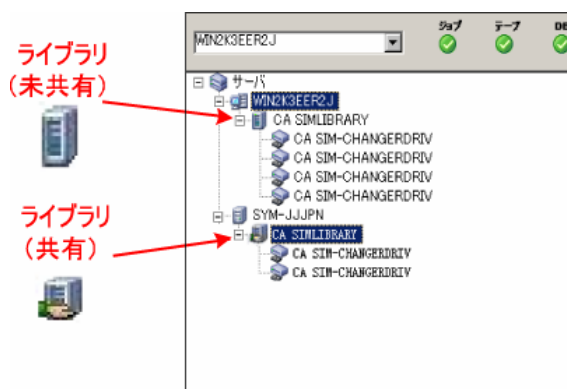 ライブラリ
（未共有）
ライブラリ
（共有）
WIN2K3EER2J
ジョブ
テープ
サーバ
WIN2K3EER2J
CA SIMLIBRARY
CA SIM-CHANGERDRIV
CA SIM-CHANGERDRIV
CA SIM-CHANGERDRIV
CA SIM-CHANGERDRIV
SYM-JJJPN
CA SIMLIBRARY
CA SIM-CHANGERDRIV
CA SIM-CHANGERDRIV